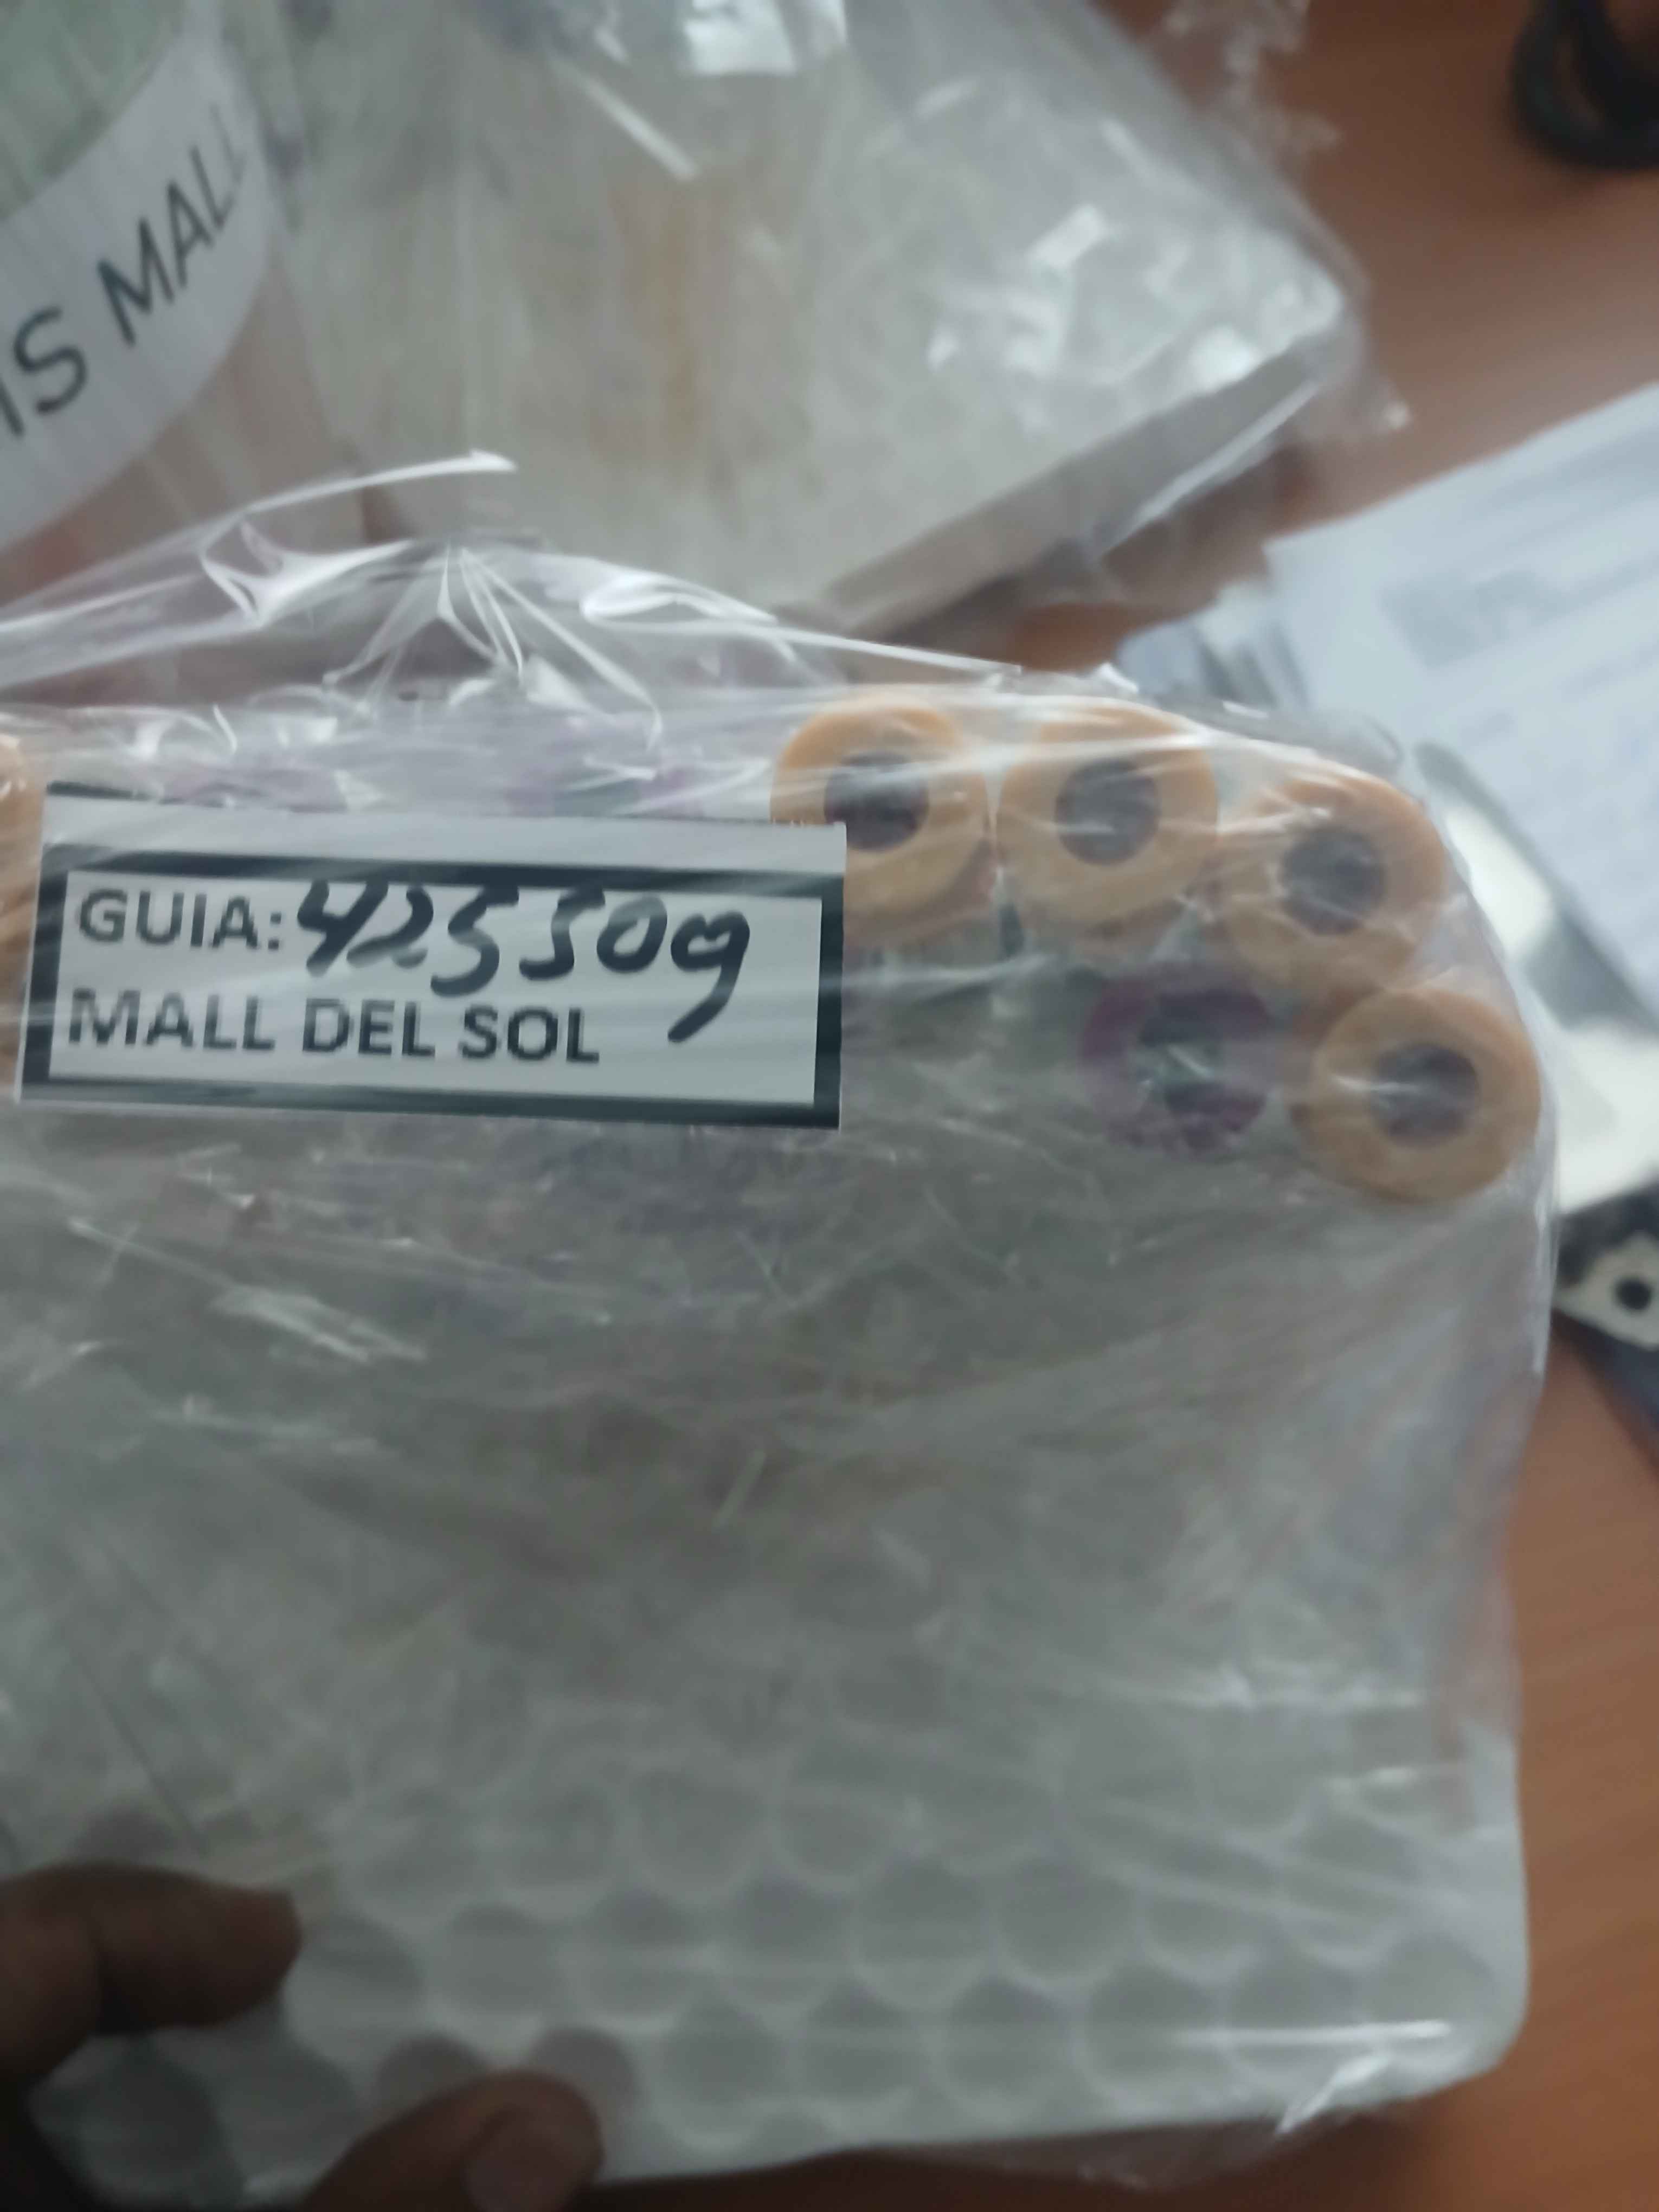 IS MALL
GUIA: 425509
MALL DEL SOL